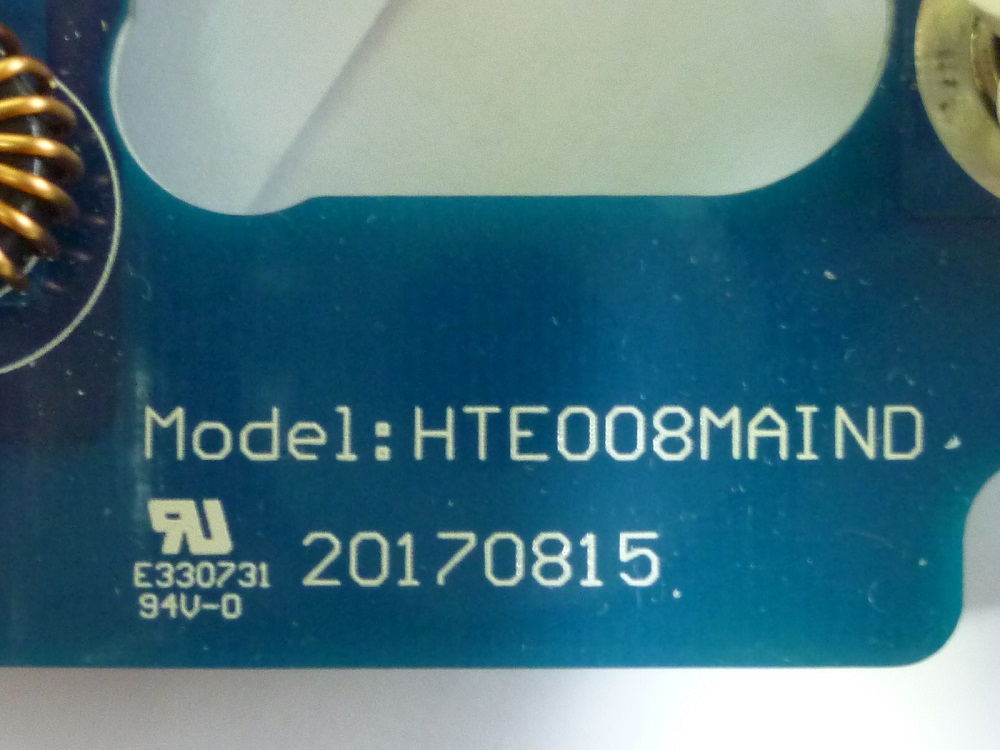 Model:HTE008MAIND
20170815
E330731
94V-0